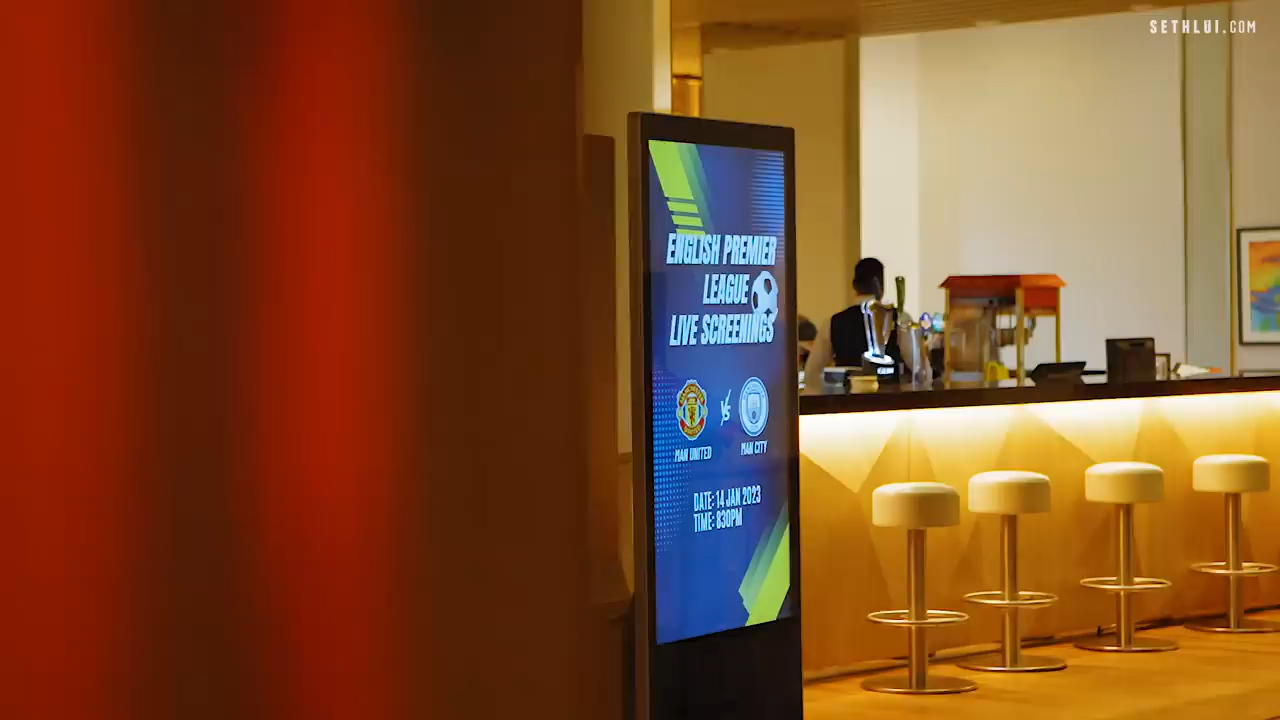 SETHLUI.COM
ENGLISH PREMIER
LEAGUE
LIVE SCREENINGS
VS
MAN UNITED
MAN CITY
DATE: 14 JAN 2023
TIME: 830PM